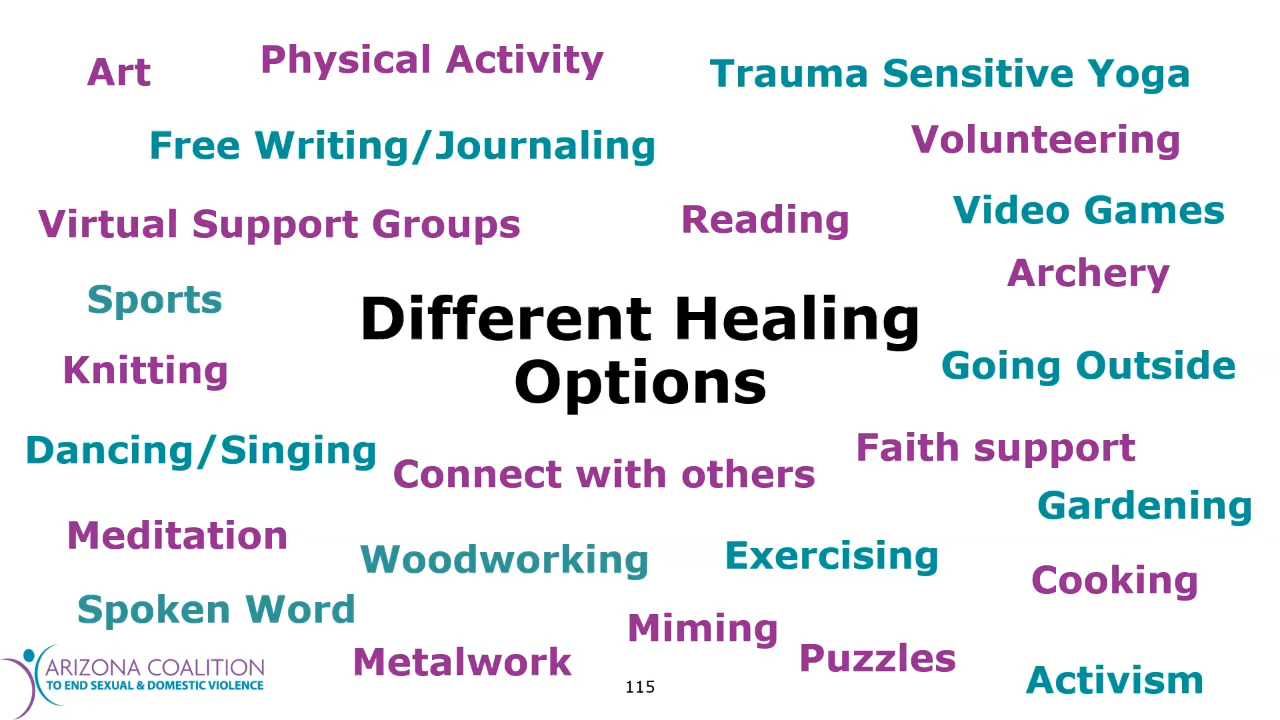 Art
Physical Activity
Trauma Sensitive Yoga
Free Writing/Journaling
Volunteering
Virtual Support Groups
Reading
Video Games
Archery
Sports
Different Healing
Options
Knitting
Going Outside
Dancing/Singing
Connect with others
Faith support
Gardening
Meditation
Woodworking
Exercising
Cooking
Spoken Word
Miming
Metalwork
Puzzles
Activism
ARIZONA COALITION
TO END SEXUAL & DOMESTIC VIOLENCE
115